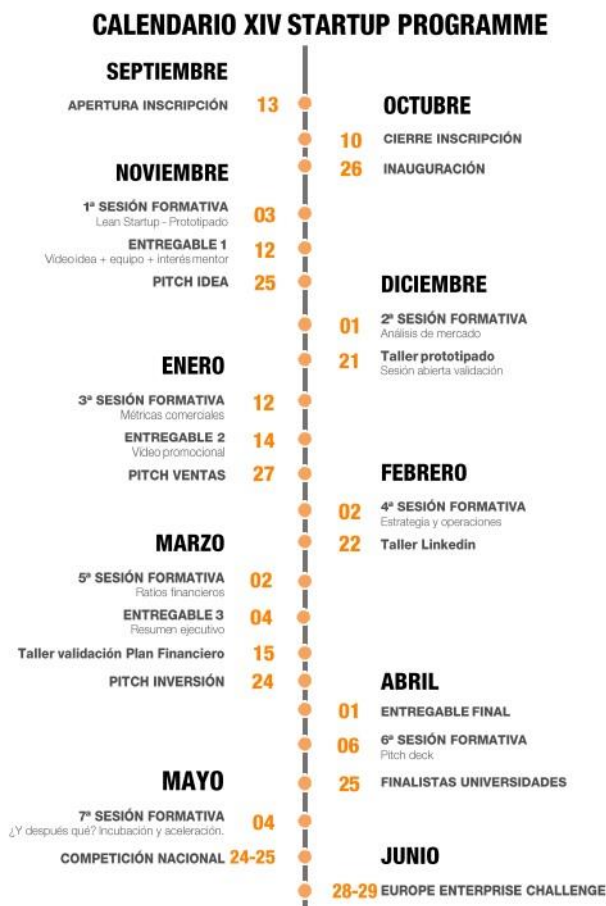 CALENDARIO XIV STARTUP PROGRAMME
SEPTIEMBRE
APERTURA INSCRIPCIÓN 13
OCTUBRE
10 CIERRE INSCRIPCIÓN
26 INAUGURACIÓN
NOVIEMBRE
1ª SESIÓN FORMATIVA 03
Lean Startup - Prototipado
ENTREGABLE 1 12
Vídeo idea + equipo + interés mentor
PITCH IDEA 25
DICIEMBRE
01 2ª SESIÓN FORMATIVA
Análisis de mercado
21 Taller prototipado
Sesión abierta validación
ENERO
3ª SESIÓN FORMATIVA 12
Métricas comerciales
ENTREGABLE 2 14
Vídeo promocional
PITCH VENTAS 27
FEBRERO
02 4ª SESIÓN FORMATIVA
Estrategia y operaciones
22 Taller Linkedin
MARZO
5ª SESIÓN FORMATIVA 02
Ratios financieros
ENTREGABLE 3 04
Resumen ejecutivo
Taller validación Plan Financiero 15
PITCH INVERSIÓN 24
ABRIL
01 ENTREGABLE FINAL
06 6ª SESIÓN FORMATIVA
Pitch deck
25 FINALISTAS UNIVERSIDADES
MAYO
7ª SESIÓN FORMATIVA 04
¿Y después qué? Incubación y aceleración.
COMPETICIÓN NACIONAL 24-25
JUNIO
28-29 EUROPE ENTERPRISE CHALLENGE